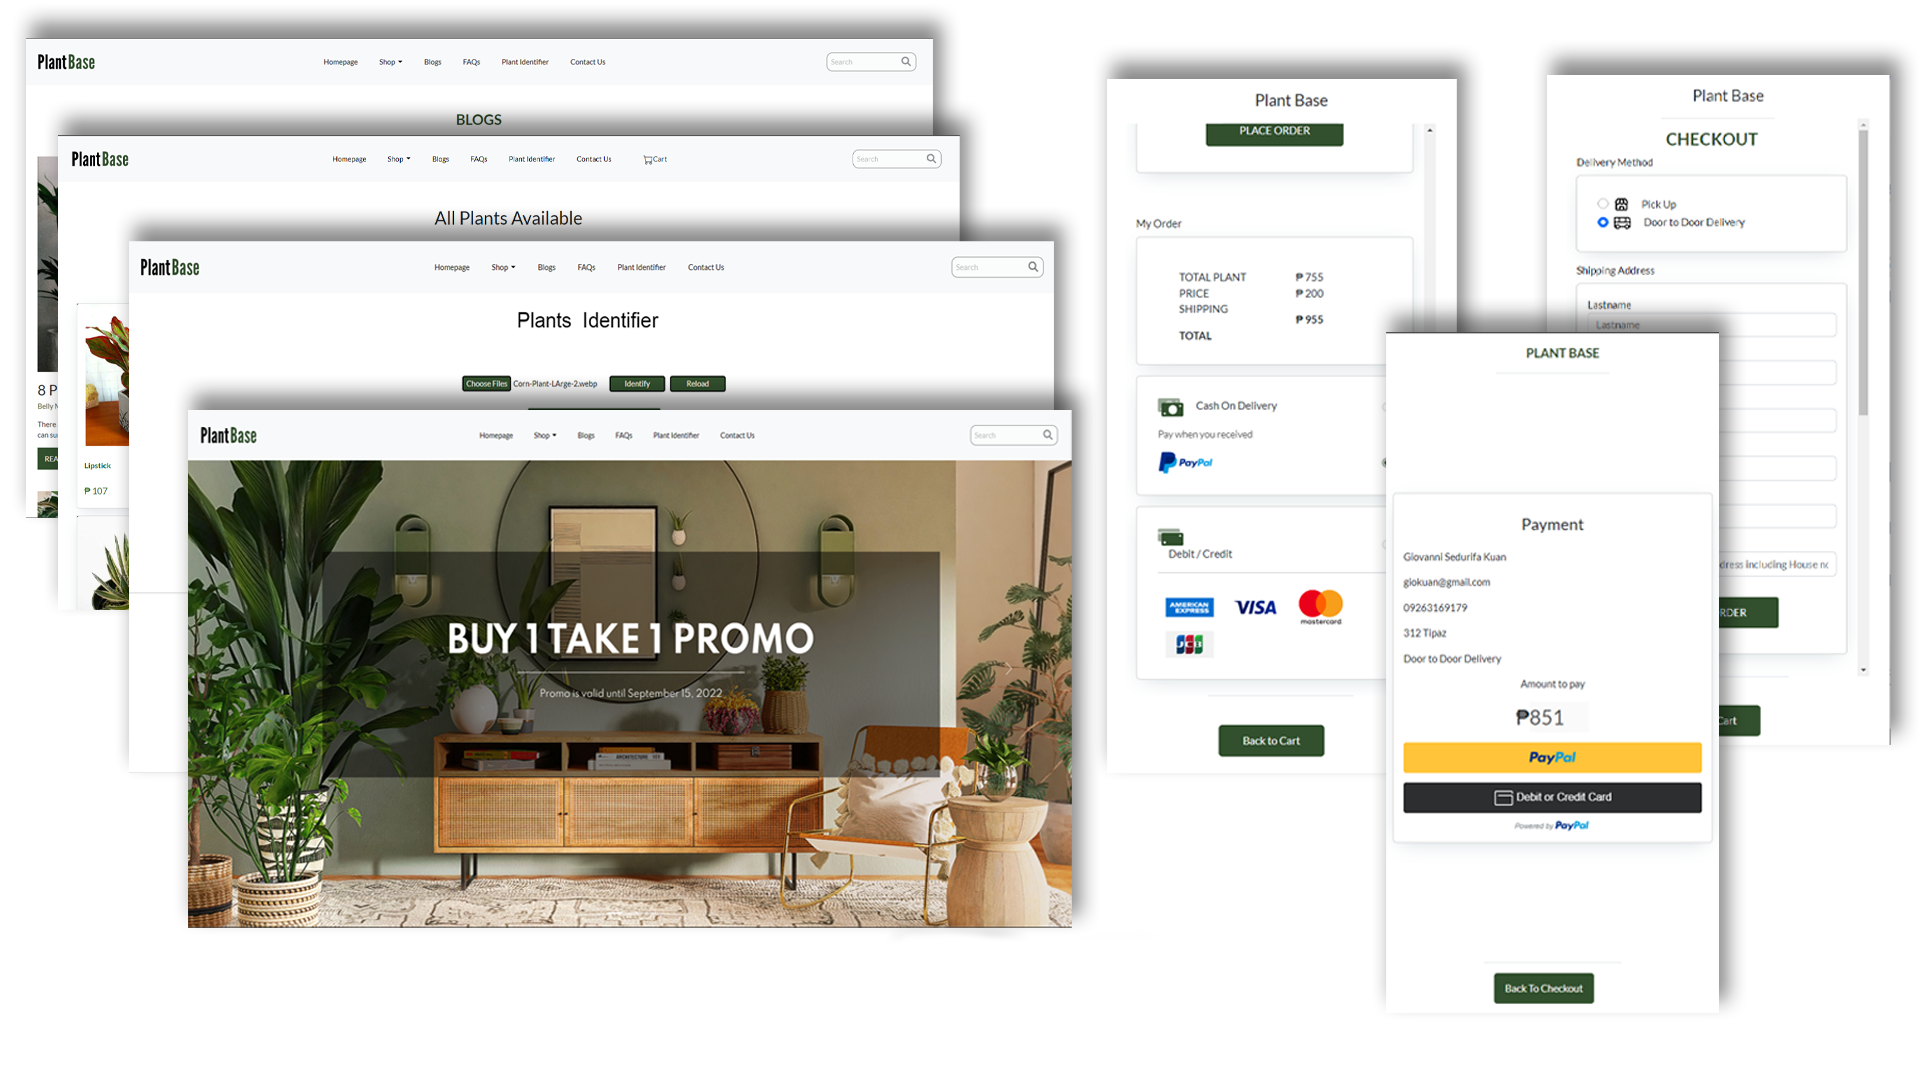 PlantBase
Homepage Shop Blogs FAQs Plant Identifier Contact Us
Search
BLOGS
8 P
Belly M
There
can su
REA
PlantBase
Homepage Shop Blogs FAQs Plant Identifier Contact Us Cart
Search
All Plants Available
Lipstick
₱ 107
PlantBase
Homepage Shop Blogs FAQs Plant Identifier Contact Us
Search
Plants Identifier
Choose Files Corn-Plant-LArge-2.webp Identify Reload
PlantBase
Homepage Shop Blogs FAQs Plant Identifier Contact Us
Search
BUY 1 TAKE 1 PROMO
Promo is valid until September 15, 2022
Plant Base
PLACE ORDER
My Order
TOTAL PLANT ₱ 755
PRICE ₱ 200
SHIPPING
₱ 955
TOTAL
Cash On Delivery
Pay when you received
PayPal
Debit / Credit
AMERICAN EXPRESS
VISA
mastercard
JCB
Back to Cart
Plant Base
CHECKOUT
Delivery Method
Pick Up
Door to Door Delivery
Shipping Address
Lastname
Lastname
dress including House no
RDER
Cart
PLANT BASE
Payment
Giovanni Sedurifa Kuan
giokuan@gmail.com
09263169179
312 Tipaz
Door to Door Delivery
Amount to pay
₱851
PayPal
Debit or Credit Card
Powered by PayPal
Back To Checkout